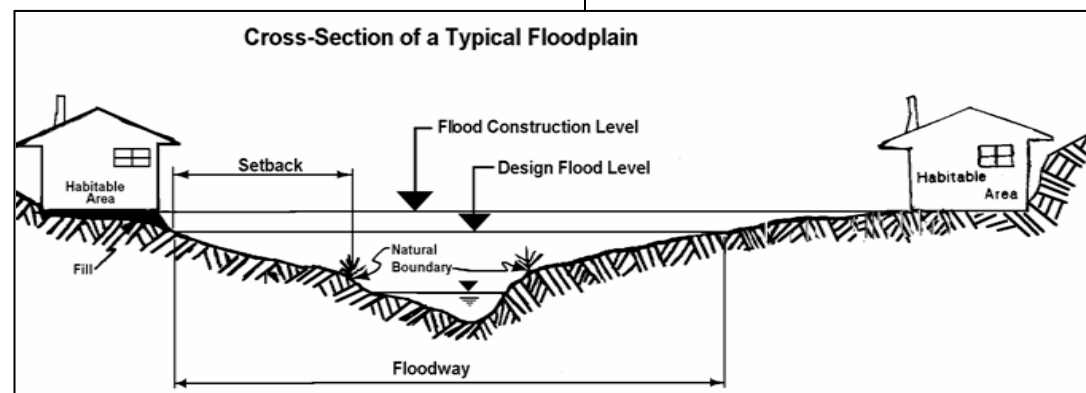 Cross-Section of a Typical Floodplain
Flood Construction Level
Design Flood Level
Setback
Habitable
Area
Habitable
Area
Natural
Boundary
Fill
Floodway